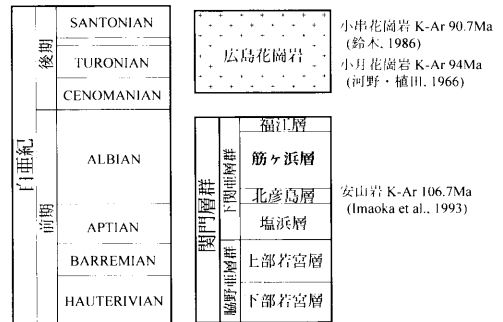 白亜紀
後期
前期
SANTONIAN
TURONIAN
CENOMANIAN
ALBIAN
APTIAN
BARREMIAN
HAUTERIVIAN
広島花崗岩
関門層群
下関亜層群
脇野亜層群
福江層
筋ヶ浜層
北彦島層
塩浜層
上部若宮層
下部若宮層
小串花崗岩 K-Ar 90.7Ma
(鈴木, 1986)
小月花崗岩 K-Ar 94Ma
(河野・植田, 1966)
安山岩 K-Ar 106.7Ma
(Imaoka et al., 1993)